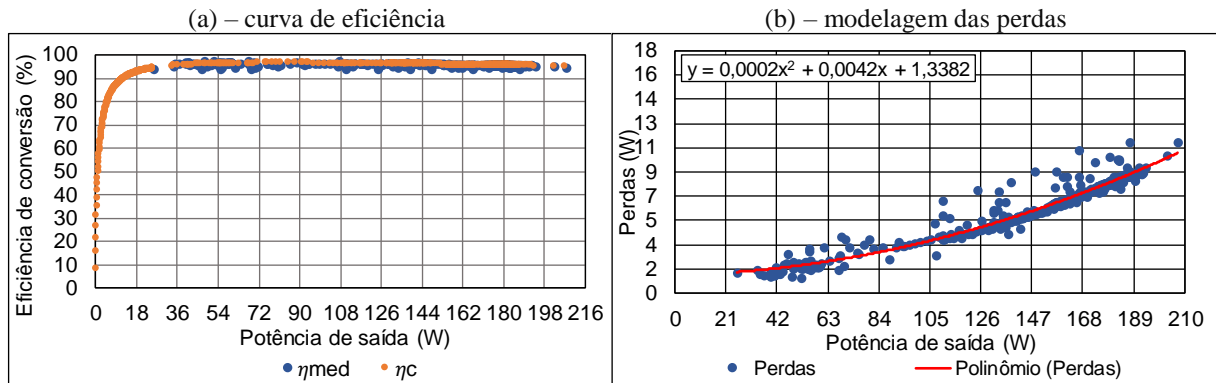 (a) – curva de eficiência
(b) – modelagem das perdas
Eficiência de conversão (%)
100
90
80
70
60
50
40
30
20
10
0
0 18 36 54 72 90 108 126 144 162 180 198 216
Potência de saída (W)
ηmed ηc
Perdas (W)
18
16
14
13
11
9
7
5
4
2
0
y = 0,0002x² + 0,0042x + 1,3382
0 21 42 63 84 105 126 147 168 189 210
Potência de saída (W)
Perdas Polinômio (Perdas)